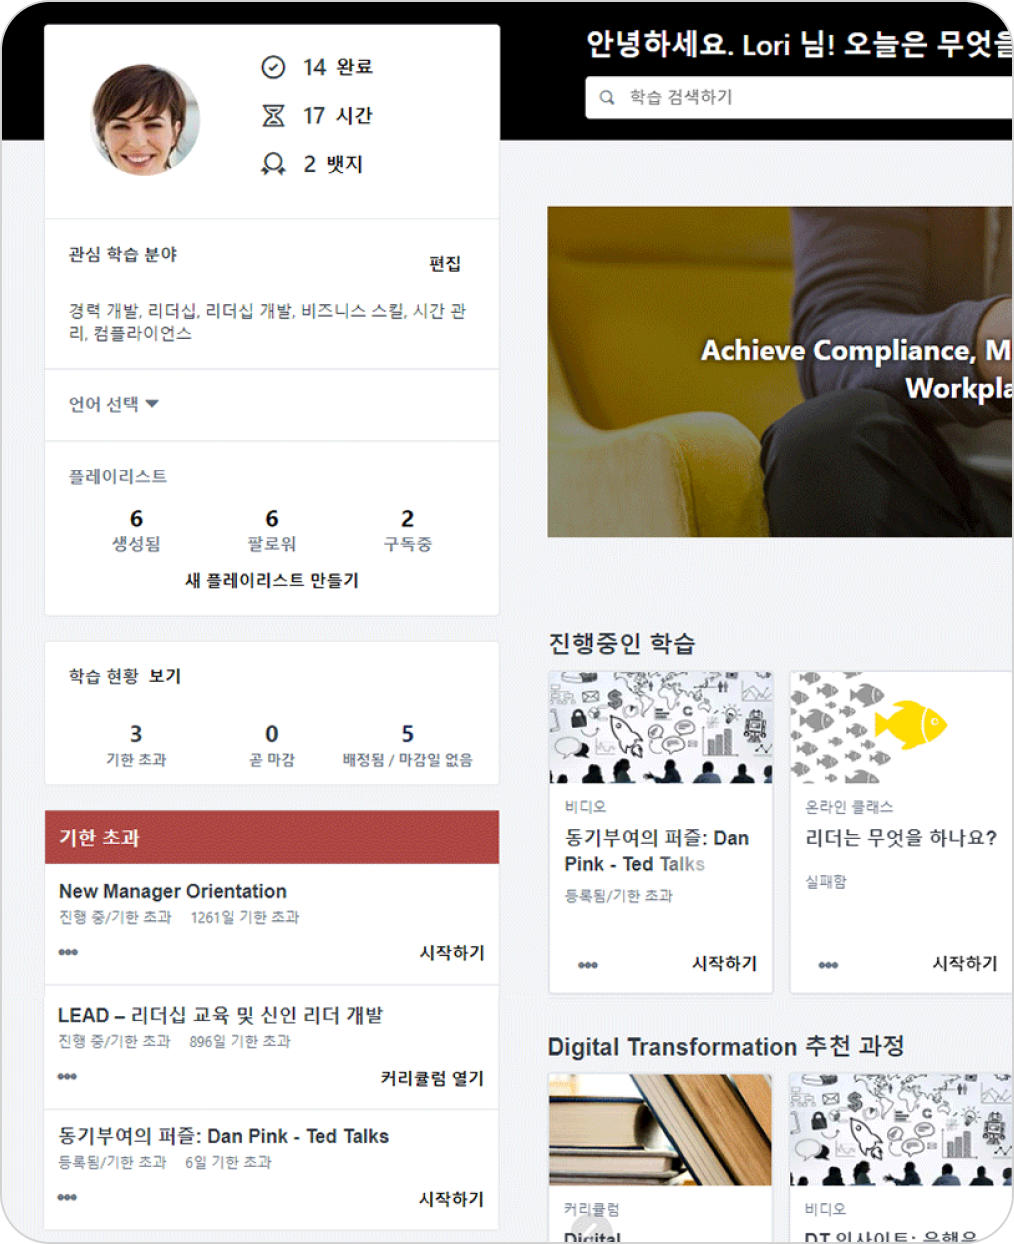 14 완료
17 시간
2 뱃지
관심 학습 분야
편집
경력 개발, 리더십, 리더십 개발, 비즈니스 스킬, 시간 관
리, 컴플라이언스
언어 선택
플레이리스트
6
6
2
생성됨
팔로워
구독중
새 플레이리스트 만들기
학습 현황 보기
3
0
5
기한 초과
곧 마감
배정됨 / 마감일 없음
기한 초과
New Manager Orientation
진행 중/기한 초과 1261일 기한 초과
시작하기
LEAD – 리더십 교육 및 신인 리더 개발
진행 중/기한 초과 896일 기한 초과
커리큘럼 열기
동기부여의 퍼즐: Dan Pink - Ted Talks
등록됨/기한 초과 6일 기한 초과
시작하기
안녕하세요. Lori 님! 오늘은 무엇을
학습 검색하기
Achieve Compliance, M
Workpla
진행중인 학습
비디오
동기부여의 퍼즐: Dan
Pink - Ted Talks
등록됨/기한 초과
시작하기
온라인 클래스
리더는 무엇을 하나요?
실패함
시작하기
Digital Transformation 추천 과정
커리큘럼
Digital
비디오
DT 인사이트: 은행은